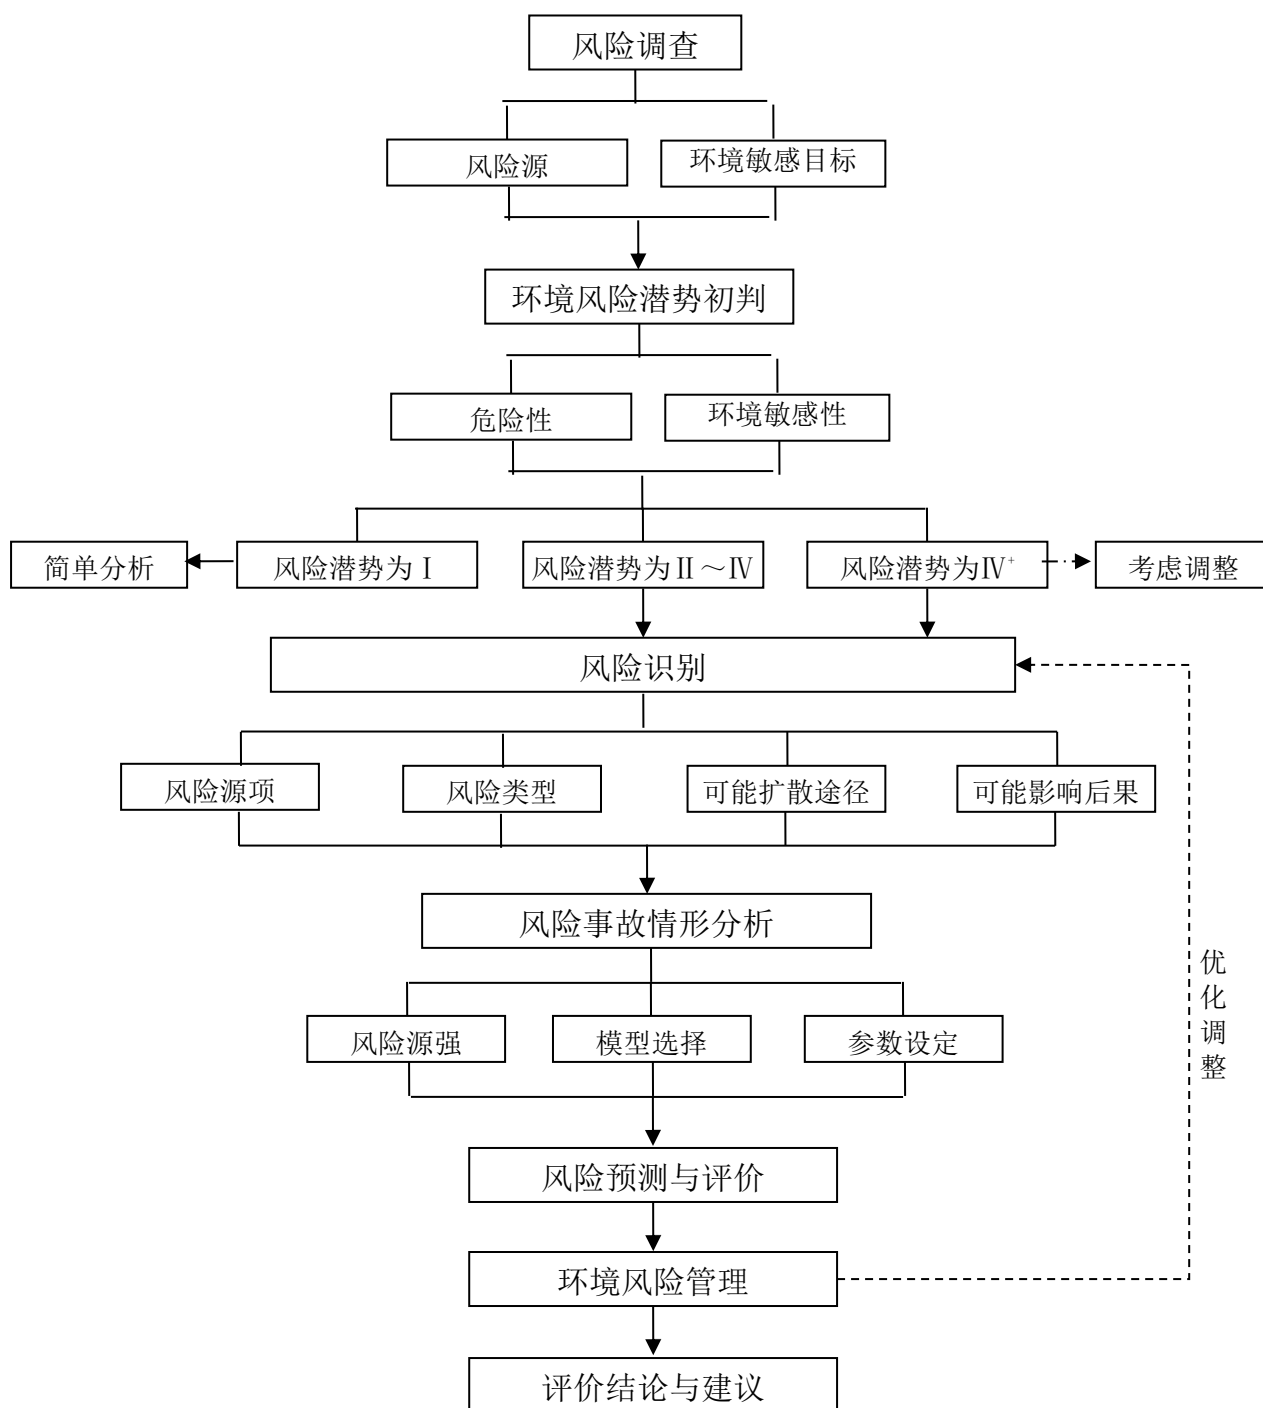 风险调查
风险源
环境敏感目标
环境风险潜势初判
危险性
环境敏感性
简单分析
风险潜势为Ⅰ
风险潜势为Ⅱ～Ⅳ
风险潜势为Ⅳ⁺
考虑调整
风险识别
风险源项
风险类型
可能扩散途径
可能影响后果
风险事故情形分析
优化调整
风险源强
模型选择
参数设定
风险预测与评价
环境风险管理
评价结论与建议